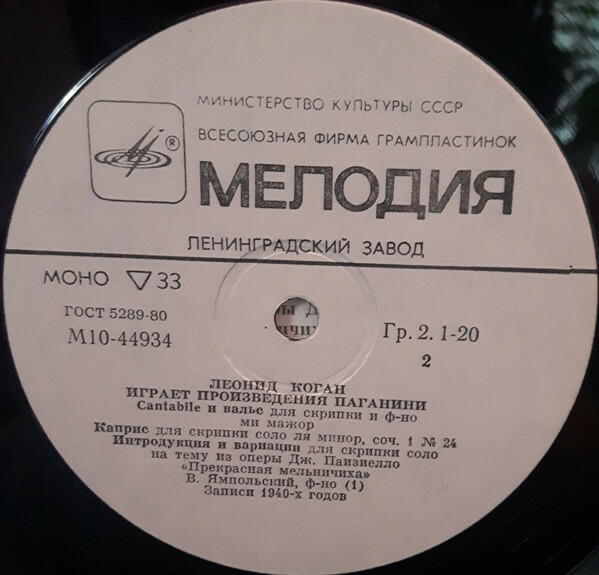 МИНИСТЕРСТВО КУЛЬТУРЫ СССР
ВСЕСОЮЗНАЯ ФИРМА ГРАМПЛАСТИНОК
®
МЕЛОДИЯ
ЛЕНИНГРАДСКИЙ ЗАВОД
МОНО ▽ 33
ГОСТ 5289-80
М10-44934
Гр. 2. 1-20
2
ЛЕОНИД КОГАН
ИГРАЕТ ПРОИЗВЕДЕНИЯ ПАГАНИНИ
Cantabile и вальс для скрипки и ф-но
ми мажор
Каприс для скрипки соло ля минор, соч. 1 № 24
Интродукция и вариации для скрипки соло
на тему из оперы Дж. Паизиелло
«Прекрасная мельничиха»
В. Ямпольский, ф-но (1)
Записи 1940-х годов